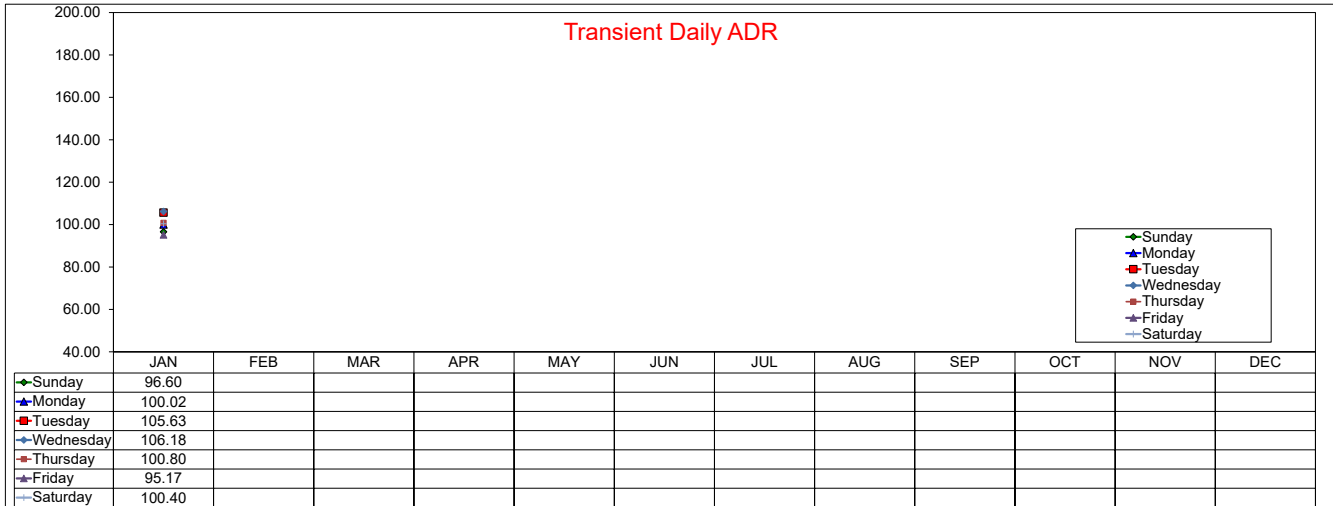 Transient Daily ADR
200.00
180.00
160.00
140.00
120.00
100.00
80.00
60.00
40.00
Sunday
Monday
Tuesday
Wednesday
Thursday
Friday
Saturday
JAN FEB MAR APR MAY JUN JUL AUG SEP OCT NOV DEC
Sunday 96.60
Monday 100.02
Tuesday 105.63
Wednesday 106.18
Thursday 100.80
Friday 95.17
Saturday 100.40